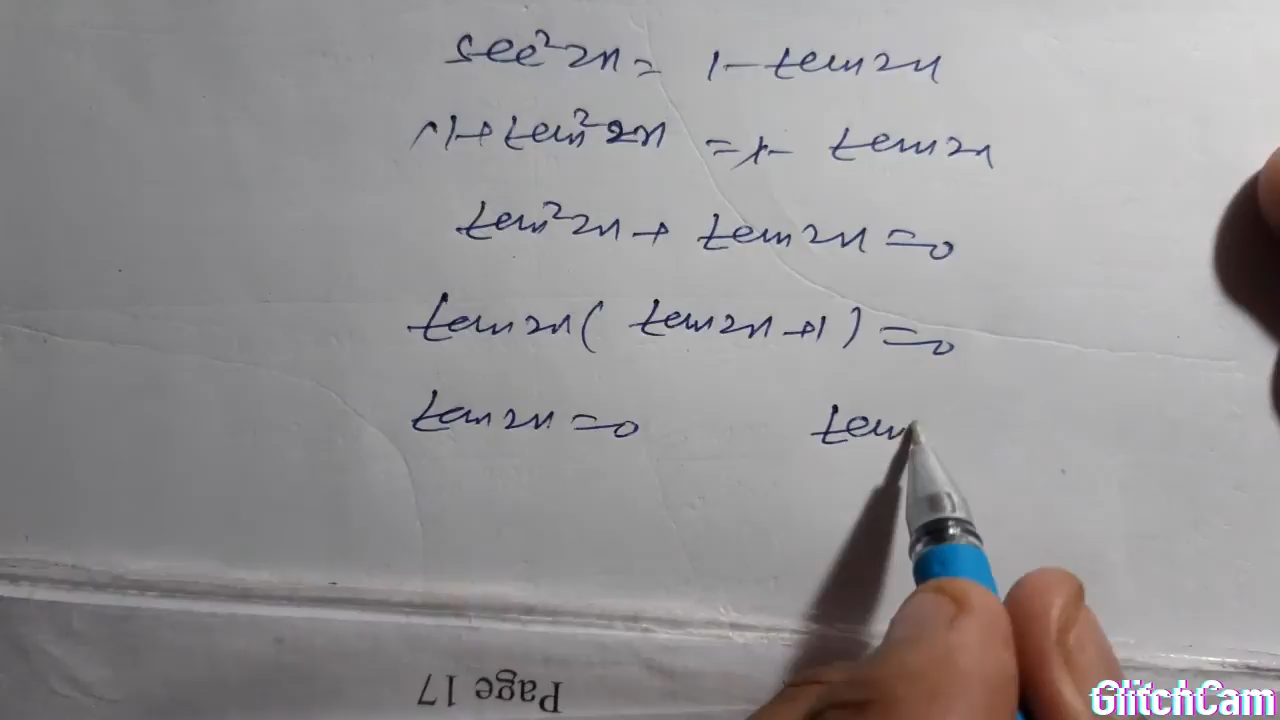 sec²2x = 1 - tan2x
1 + tan²2x = 1 - tan2x
tan²2x + tan2x = 0
tan2x ( tan2x + 1 ) = 0
tan2x = 0 tan
Page 17
GlitchCam